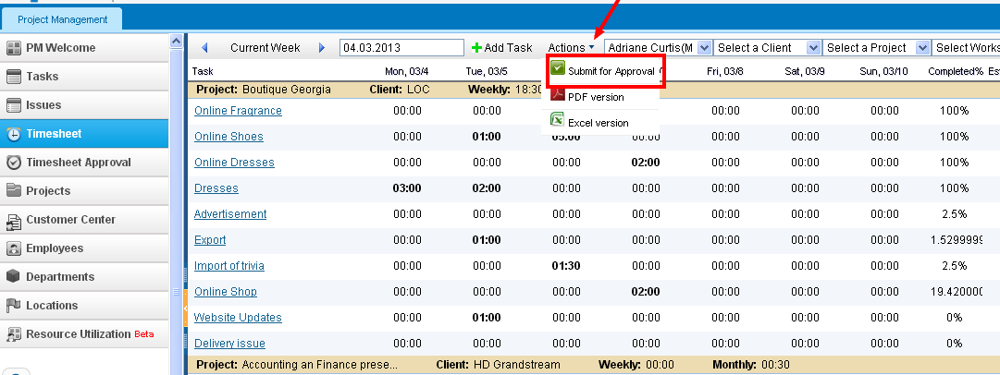 Project Management
PM Welcome
Tasks
Issues
Timesheet
Timesheet Approval
Projects
Customer Center
Employees
Departments
Locations
Resource Utilization Beta
Current Week 04.03.2013 Add Task Actions Adriane Curtis(M Select a Client Select a Project Select Works
Submit for Approval
PDF version
Excel version
Task Mon, 03/4 Tue, 03/5 Fri, 03/8 Sat, 03/9 Sun, 03/10 Completed% Es
Project: Boutique Georgia Client: LOC Weekly: 18:30
Online Fragrance 00:00 00:00 00:00 00:00 00:00 100%
Online Shoes 00:00 01:00 05:00 00:00 00:00 00:00 00:00 100%
Online Dresses 00:00 00:00 00:00 02:00 00:00 00:00 00:00 100%
Dresses 03:00 02:00 00:00 00:00 00:00 00:00 00:00 100%
Advertisement 00:00 00:00 00:00 00:00 00:00 00:00 00:00 2.5%
Export 00:00 01:00 00:00 00:00 00:00 00:00 00:00 1.5299999
Import of trivia 00:00 00:00 01:30 00:00 00:00 00:00 00:00 2.5%
Online Shop 00:00 00:00 00:00 02:00 00:00 00:00 00:00 19.420000
Website Updates 00:00 01:00 00:00 00:00 00:00 00:00 00:00 0%
Delivery issue 00:00 00:00 00:00 00:00 00:00 00:00 00:00 0%
Project: Accounting an Finance prese... Client: HD Grandstream Weekly: 00:00 Monthly: 00:30